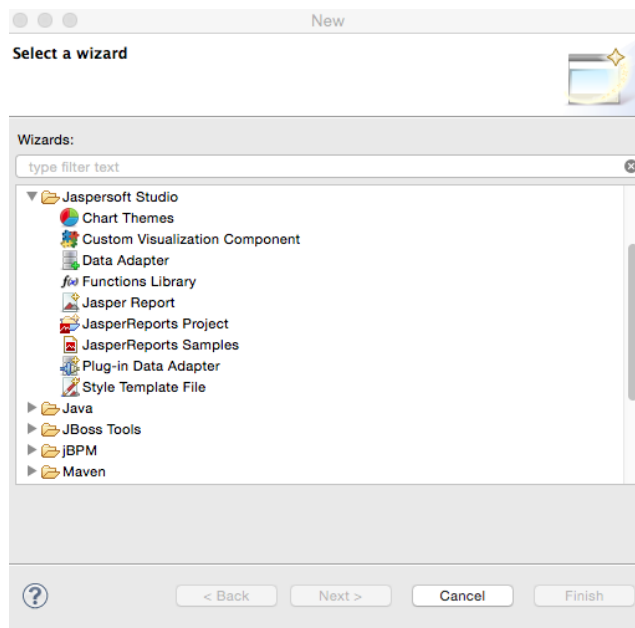 New
Select a wizard
Wizards:
type filter text
Jaspersoft Studio
Chart Themes
Custom Visualization Component
Data Adapter
f(x) Functions Library
Jasper Report
JasperReports Project
JasperReports Samples
Plug-in Data Adapter
Style Template File
Java
JBoss Tools
jBPM
Maven
? < Back Next > Cancel Finish